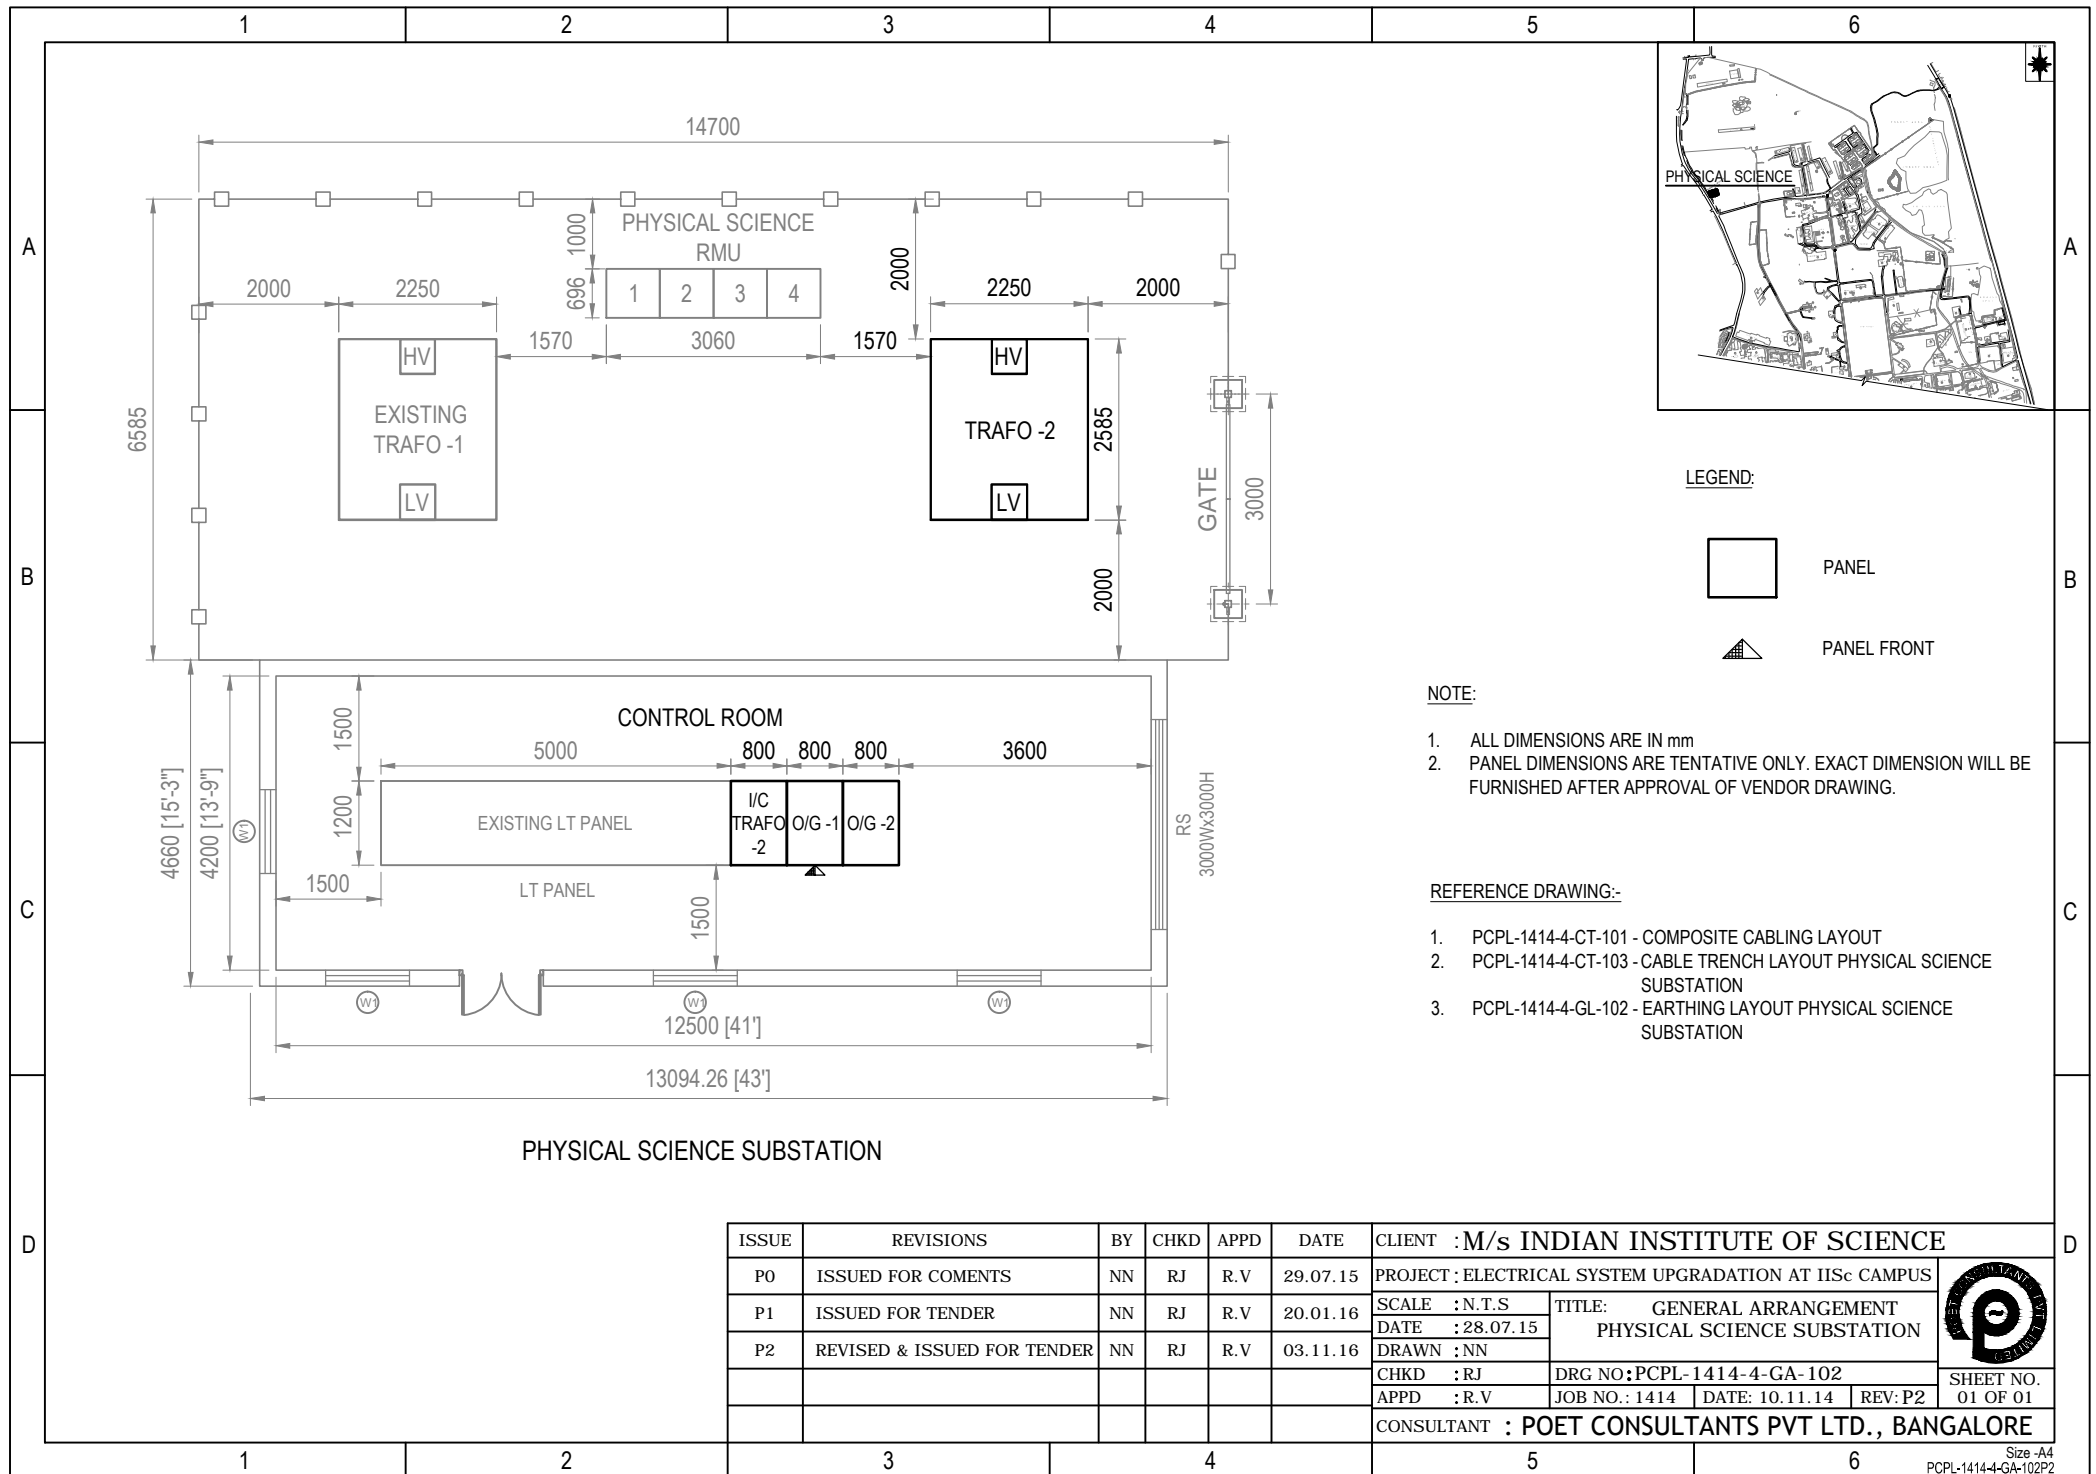 1 2 3 4 5 6
A
B
C
D
A
B
C
D
14700
PHYSICAL SCIENCE
RMU
1000
696
1 2 3 4
2000
2250
2000
2250
2000
1570
3060
1570
HV
EXISTING
TRAFO -1
LV
HV
TRAFO -2
LV
2585
2000
6585
GATE
3000
CONTROL ROOM
1500
5000
800
800
800
3600
1200
EXISTING LT PANEL
I/C
TRAFO
-2
O/G -1
O/G -2
LT PANEL
1500
1500
4660 [15'-3"]
4200 [13'-9"]
W1
RS
3000Wx3000H
W1
W1
W1
12500 [41']
13094.26 [43']
PHYSICAL SCIENCE SUBSTATION
PHYSICAL SCIENCE
LEGEND:
PANEL
PANEL FRONT
NOTE:
1. ALL DIMENSIONS ARE IN mm
2. PANEL DIMENSIONS ARE TENTATIVE ONLY. EXACT DIMENSION WILL BE
FURNISHED AFTER APPROVAL OF VENDOR DRAWING.
REFERENCE DRAWING:-
1. PCPL-1414-4-CT-101 - COMPOSITE CABLING LAYOUT
2. PCPL-1414-4-CT-103 - CABLE TRENCH LAYOUT PHYSICAL SCIENCE
SUBSTATION
3. PCPL-1414-4-GL-102 - EARTHING LAYOUT PHYSICAL SCIENCE
SUBSTATION
ISSUE REVISIONS BY CHKD APPD DATE
P0 ISSUED FOR COMENTS NN RJ R.V 29.07.15
P1 ISSUED FOR TENDER NN RJ R.V 20.01.16
P2 REVISED & ISSUED FOR TENDER NN RJ R.V 03.11.16
CLIENT : M/s INDIAN INSTITUTE OF SCIENCE
PROJECT : ELECTRICAL SYSTEM UPGRADATION AT IISc CAMPUS
SCALE : N.T.S
DATE : 28.07.15
DRAWN : NN
CHKD : RJ
APPD : R.V
TITLE: GENERAL ARRANGEMENT
PHYSICAL SCIENCE SUBSTATION
DRG NO: PCPL-1414-4-GA-102
JOB NO.: 1414 DATE: 10.11.14 REV: P2
SHEET NO.
01 OF 01
CONSULTANT : POET CONSULTANTS PVT LTD., BANGALORE
1 2 3 4 5 6
Size -A4
PCPL-1414-4-GA-102P2